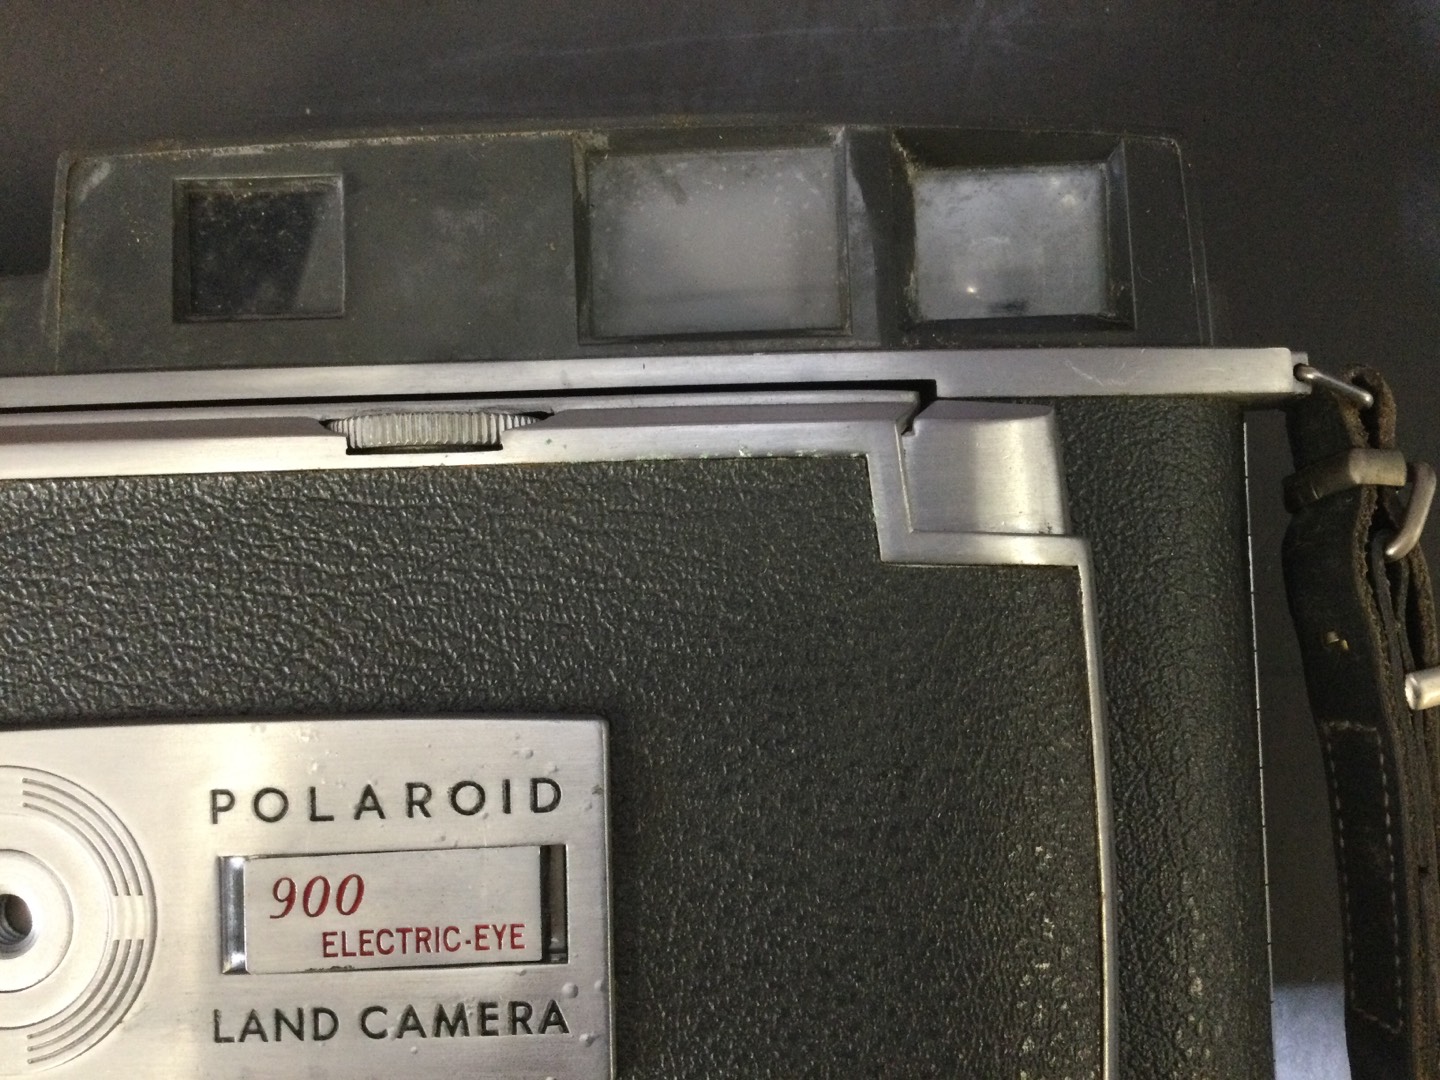 POLAROID
900
ELECTRIC-EYE
LAND CAMERA